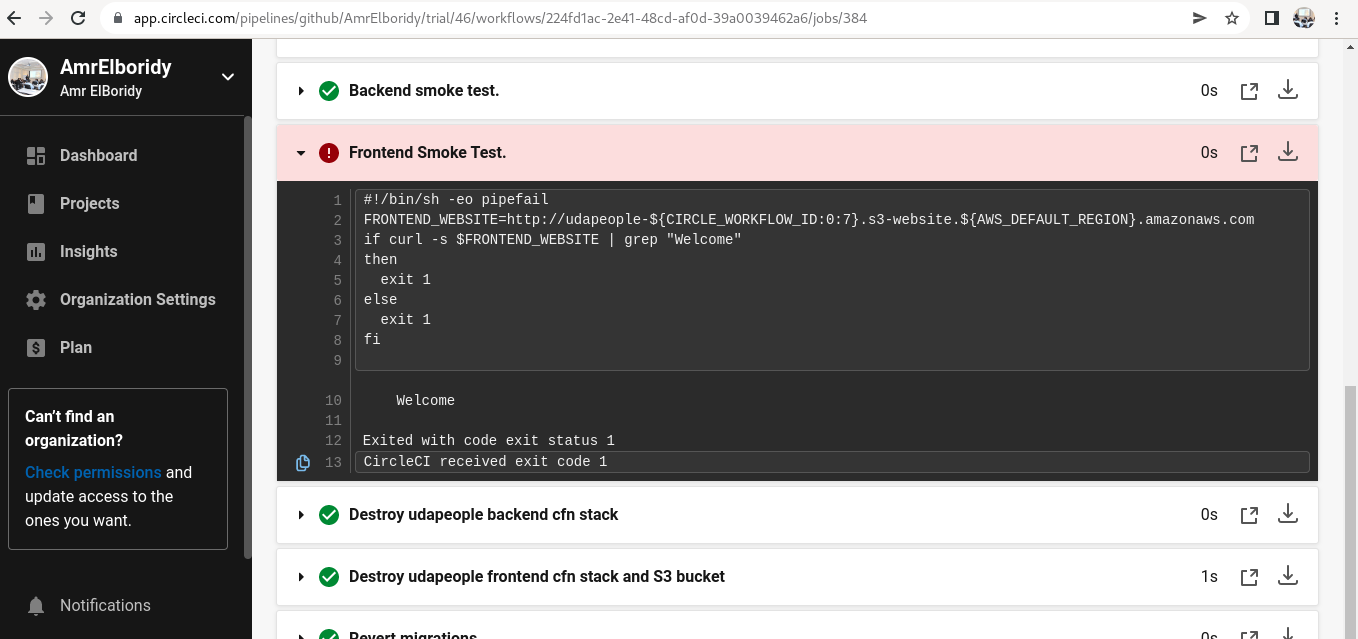 app.circleci.com/pipelines/github/AmrElboridy/trial/46/workflows/224fd1ac-2e41-48cd-af0d-39a0039462a6/jobs/384
AmrElboridy
Amr ElBoridy
Dashboard
Projects
Insights
Organization Settings
Plan
Can’t find an
organization?
Check permissions and
update access to the
ones you want.
Notifications
Backend smoke test. 0s
Frontend Smoke Test. 0s
1 #!/bin/sh -eo pipefail
2 FRONTEND_WEBSITE=http://udapeople-${CIRCLE_WORKFLOW_ID:0:7}.s3-website.${AWS_DEFAULT_REGION}.amazonaws.com
3 if curl -s $FRONTEND_WEBSITE | grep "Welcome"
4 then
5   exit 1
6 else
7   exit 1
8 fi
9
10     Welcome
11
12 Exited with code exit status 1
13 CircleCI received exit code 1
Destroy udapeople backend cfn stack 0s
Destroy udapeople frontend cfn stack and S3 bucket 1s
Revert migrations 0s